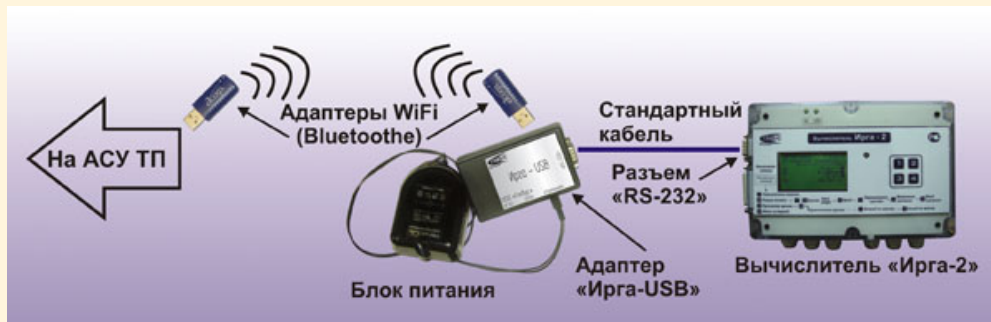 На АСУ ТП
Адаптеры WiFi
(Bluetoothe)
Стандартный
кабель
Разъем
«RS-232»
Ирга - USB
Вычислитель Ирга - 2
Блок питания
Адаптер
«Ирга-USB»
Вычислитель «Ирга-2»